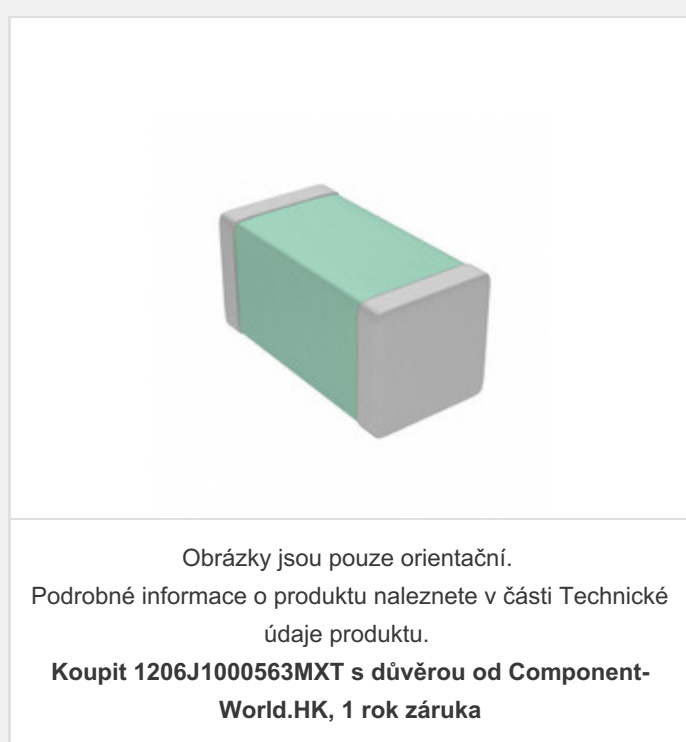 Obrázky jsou pouze orientační.
Podrobné informace o produktu naleznete v části Technické
údaje produktu.
Koupit 1206J1000563MXT s důvěrou od Component-
World.HK, 1 rok záruka